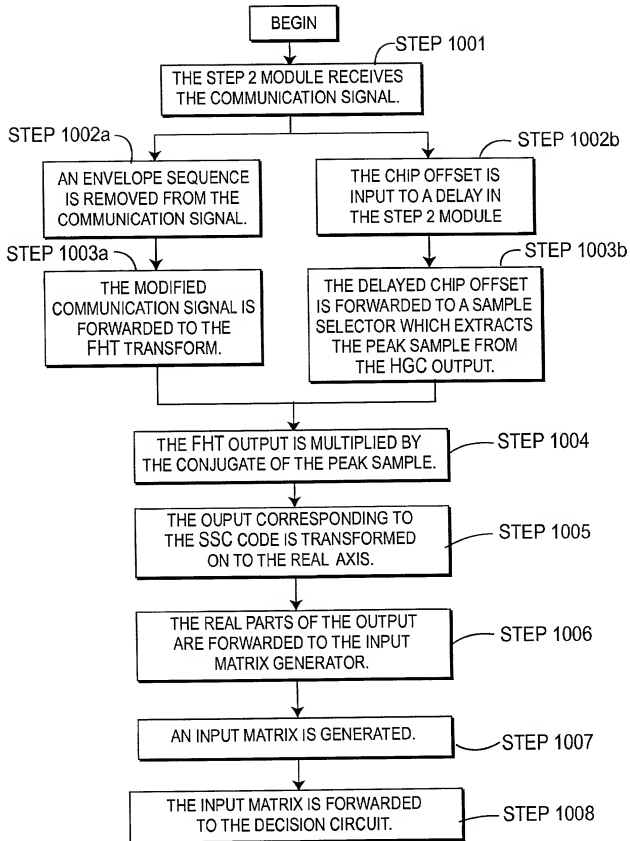 BEGIN
STEP 1001
THE STEP 2 MODULE RECEIVES
THE COMMUNICATION SIGNAL.
STEP 1002a
AN ENVELOPE SEQUENCE
IS REMOVED FROM THE
COMMUNICATION SIGNAL.
STEP 1002b
THE CHIP OFFSET IS
INPUT TO A DELAY IN
THE STEP 2 MODULE
STEP 1003a
THE MODIFIED
COMMUNICATION SIGNAL IS
FORWARDED TO THE
FHT TRANSFORM.
STEP 1003b
THE DELAYED CHIP OFFSET
IS FORWARDED TO A SAMPLE
SELECTOR WHICH EXTRACTS
THE PEAK SAMPLE FROM
THE HGC OUTPUT.
THE FHT OUTPUT IS MULTIPLIED BY
THE CONJUGATE OF THE PEAK SAMPLE.
STEP 1004
THE OUPUT CORRESPONDING TO
THE SSC CODE IS TRANSFORMED
ON TO THE REAL AXIS.
STEP 1005
THE REAL PARTS OF THE OUTPUT
ARE FORWARDED TO THE INPUT
MATRIX GENERATOR.
STEP 1006
AN INPUT MATRIX IS GENERATED.
STEP 1007
THE INPUT MATRIX IS FORWARDED
TO THE DECISION CIRCUIT.
STEP 1008